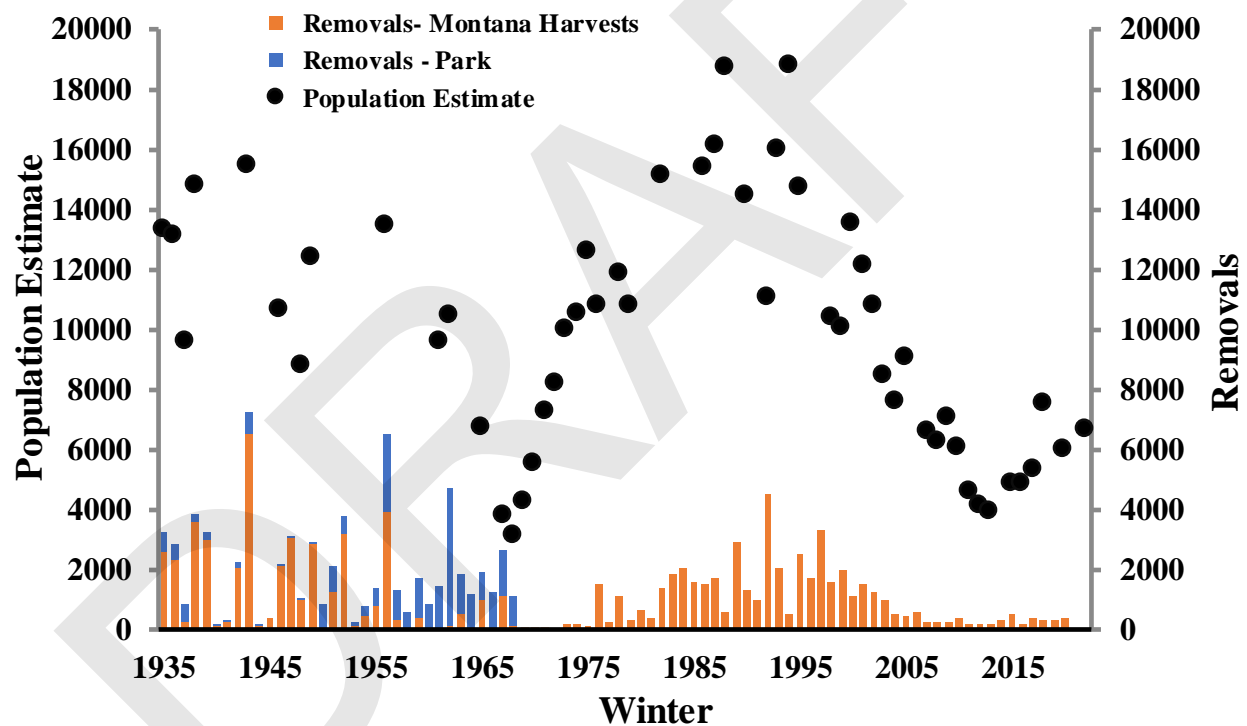 Removals- Montana Harvests
Removals - Park
Population Estimate
20000
18000
16000
14000
12000
10000
8000
6000
4000
2000
0
Population Estimate
20000
18000
16000
14000
12000
10000
8000
6000
4000
2000
0
Removals
1935 1945 1955 1965 1975 1985 1995 2005 2015
Winter
DRAF